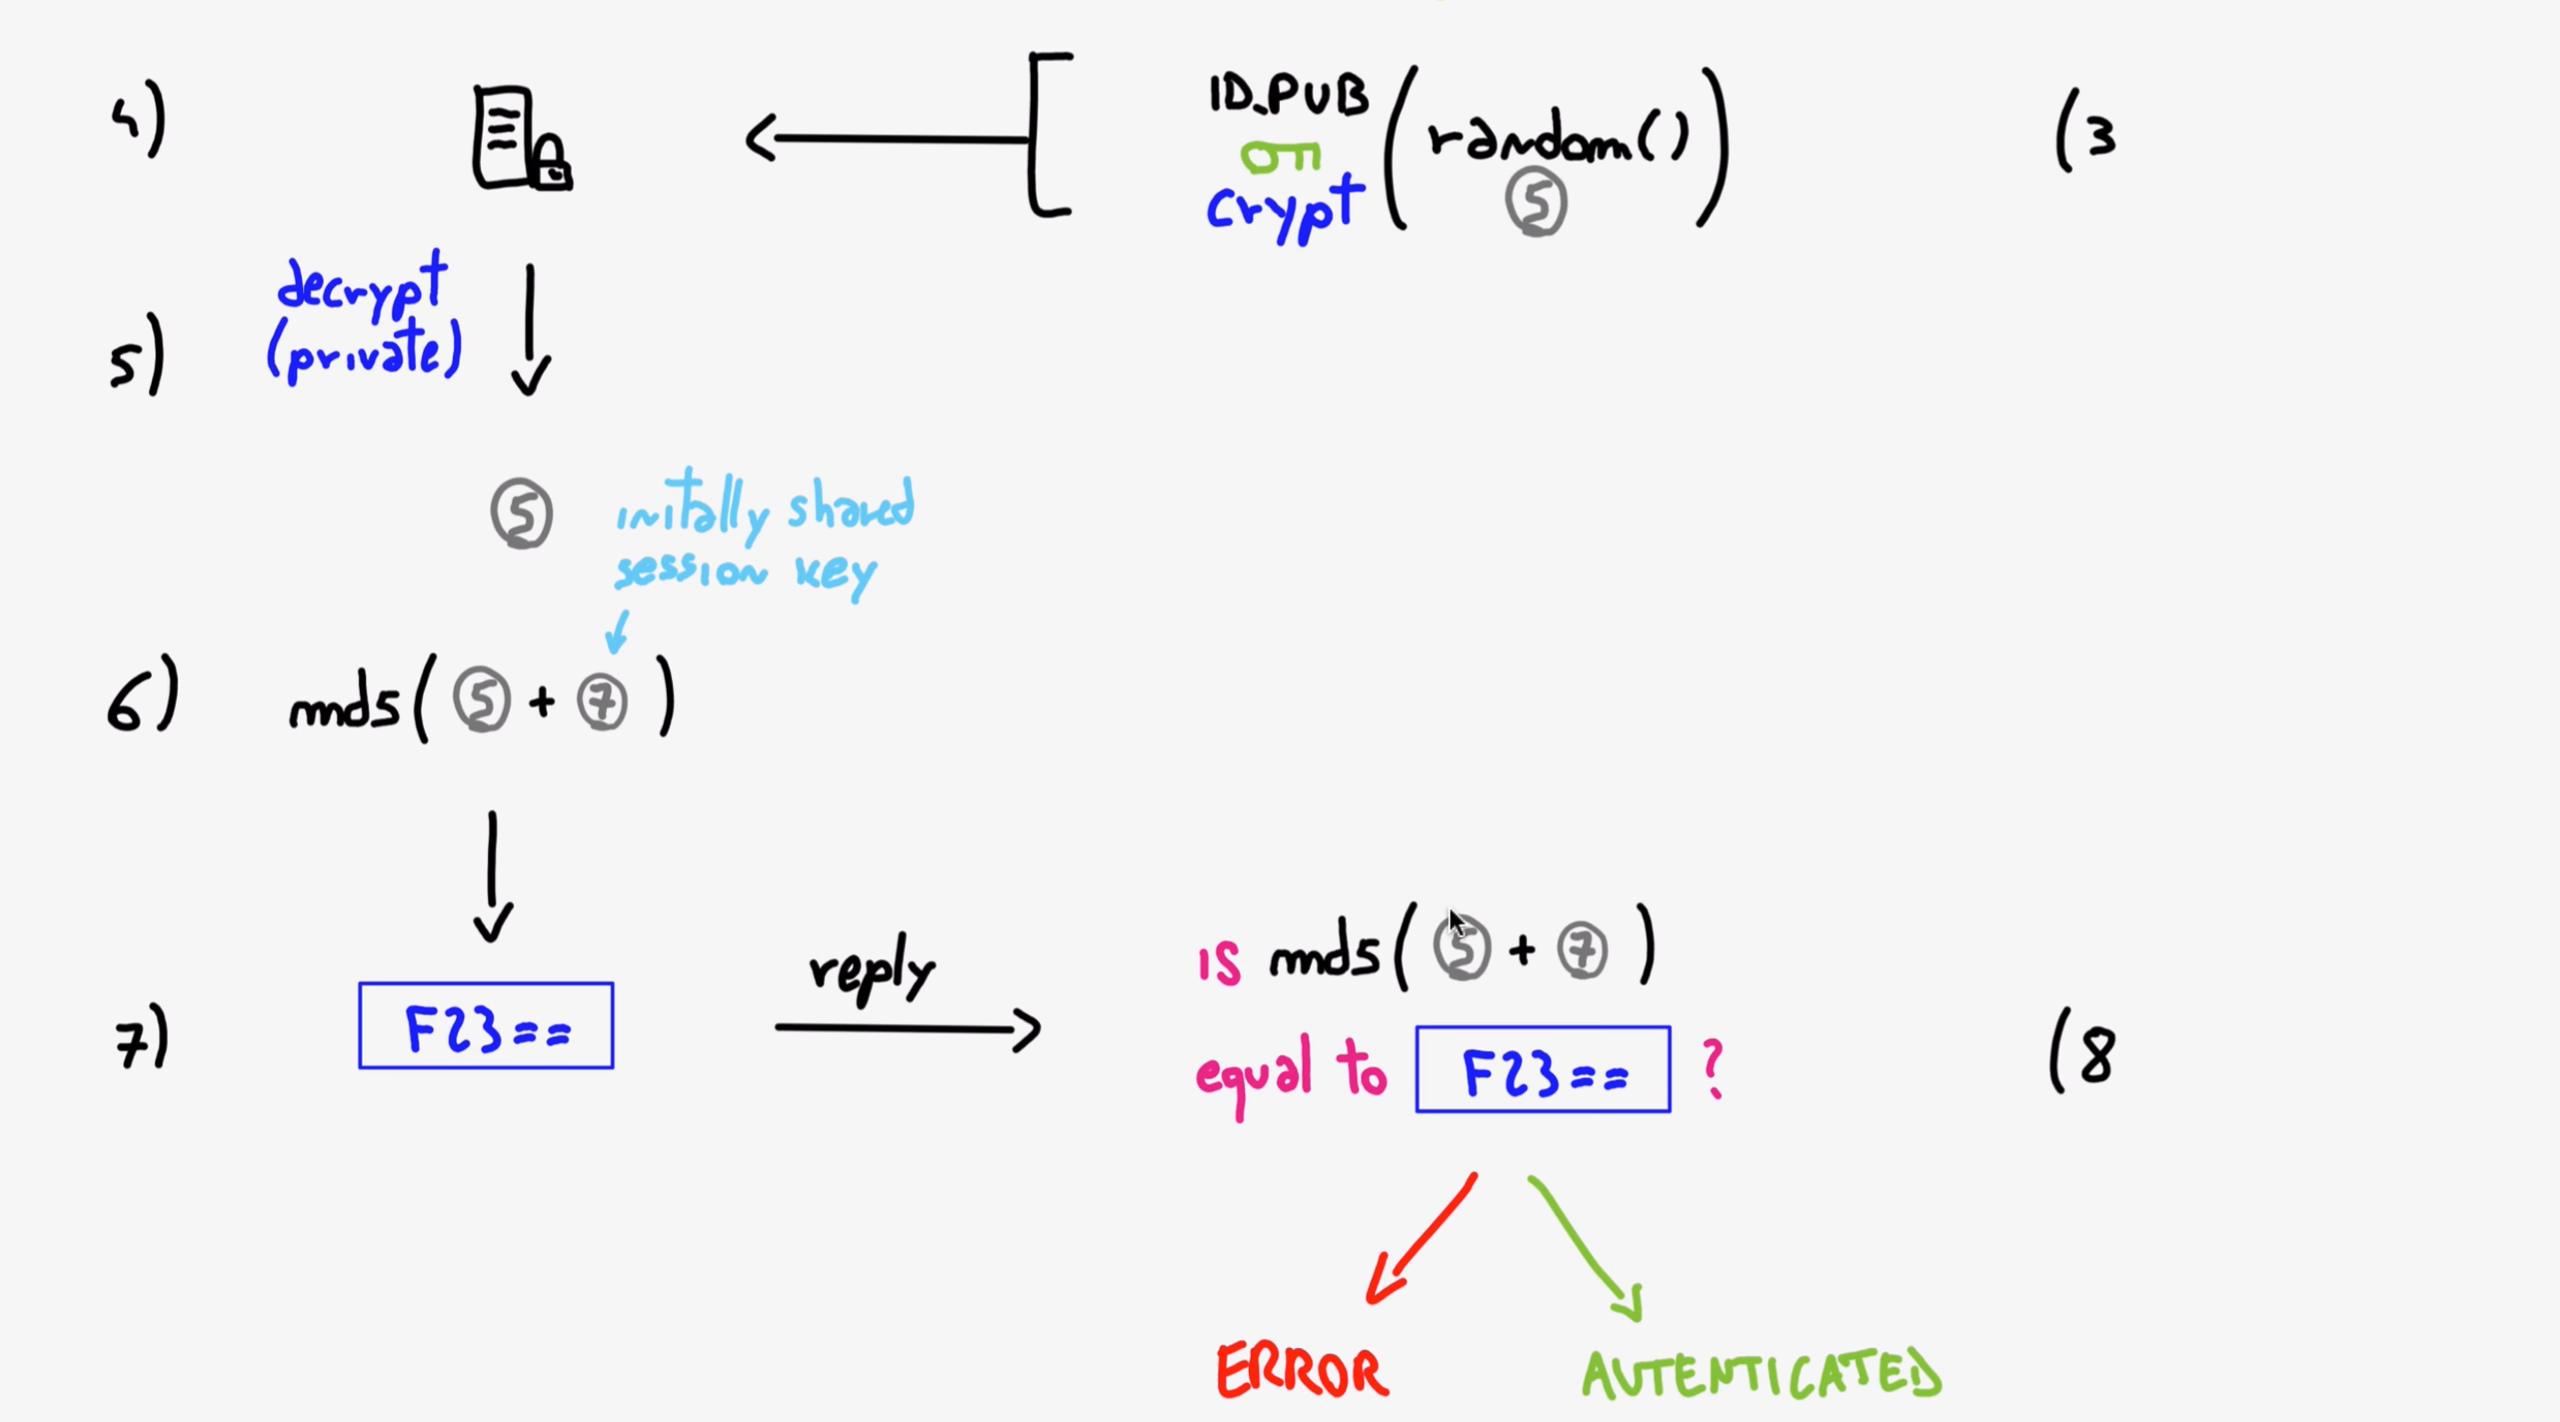 4)
ID.PUB
crypt
(random())
5
(3
5)
decrypt
(private)
5
initally shared
session key
6)
md5( 5 + 7 )
7)
F23==
reply
is md5( 5 + 7 )
equal to F23== ?
(8
ERROR
AUTENTICATED